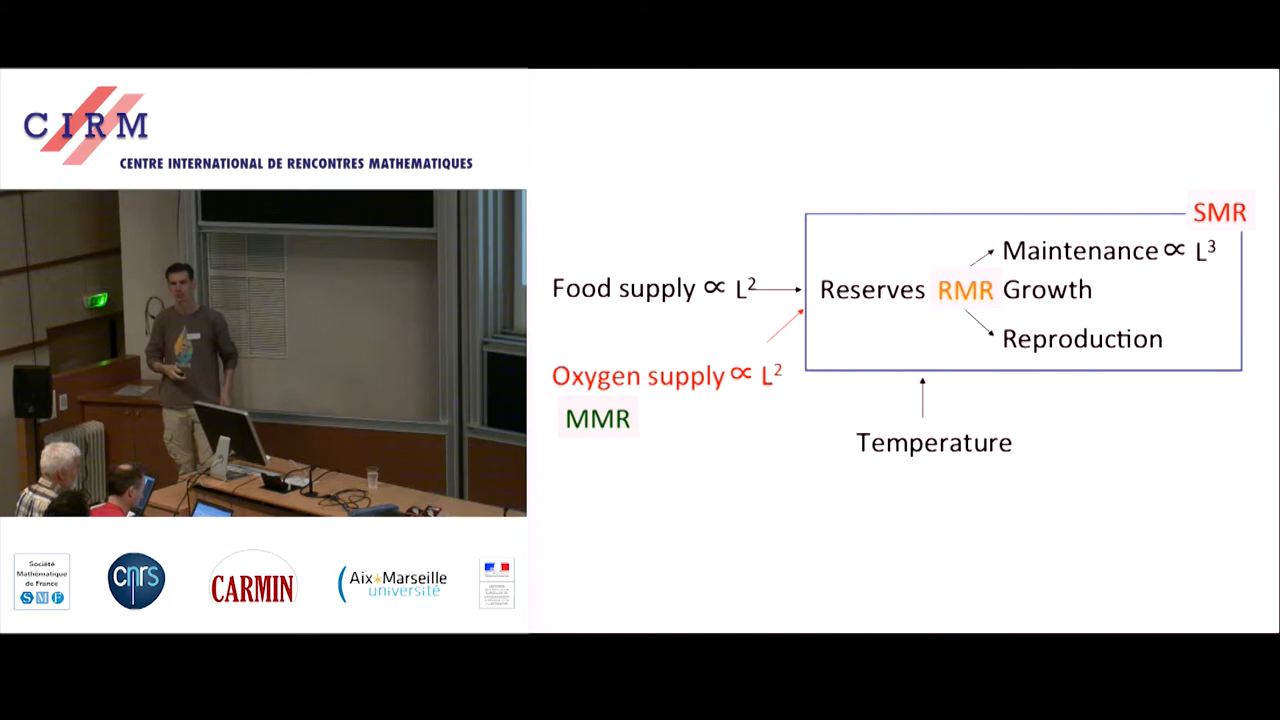 CIRM
CENTRE INTERNATIONAL DE RENCONTRES MATHEMATIQUES
SMR
Maintenance ∝ L³
Food supply ∝ L²
Reserves RMR Growth
Reproduction
Oxygen supply ∝ L²
MMR
Temperature
Société
Mathématique
de France
SMF
cnrs
CARMIN
Aix*Marseille
université